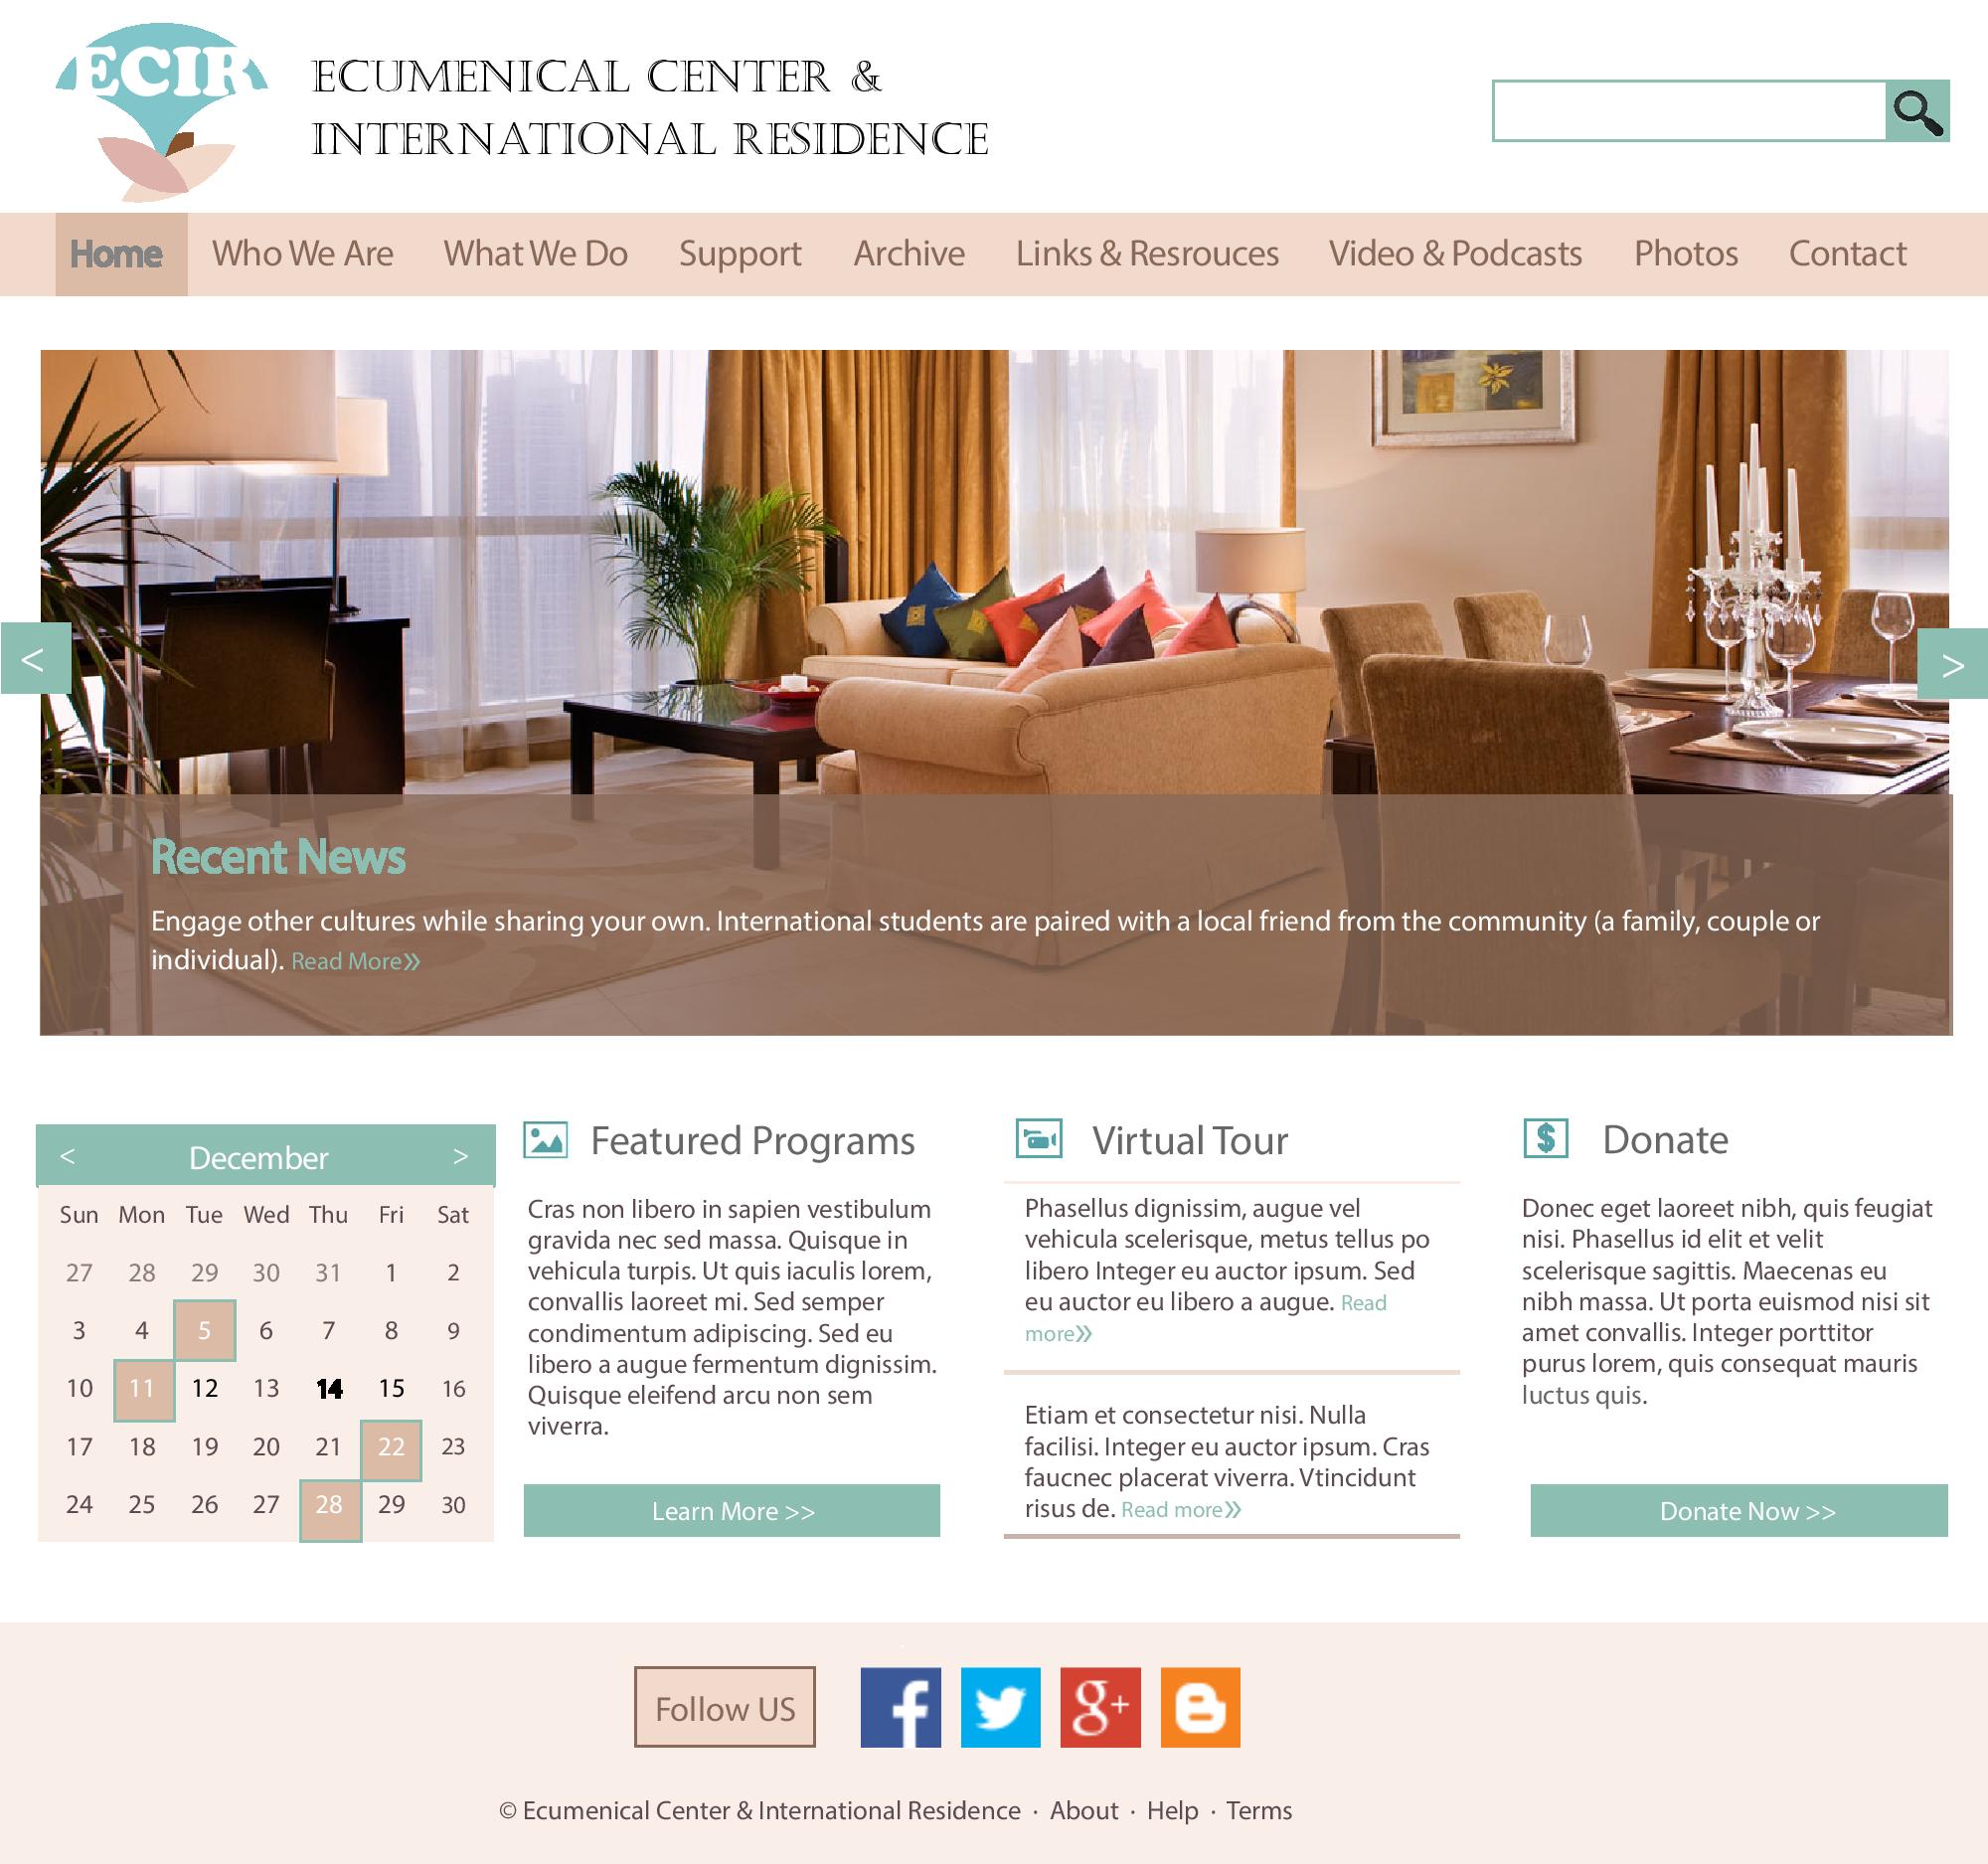 ECIR
ECUMENICAL CENTER &
INTERNATIONAL RESIDENCE
Home Who We Are What We Do Support Archive Links & Resrouces Video & Podcasts Photos Contact
< >
Recent News
Engage other cultures while sharing your own. International students are paired with a local friend from the community (a family, couple or
individual). Read More»
< December >
Sun Mon Tue Wed Thu Fri Sat
27 28 29 30 31 1 2
3 4 5 6 7 8 9
10 11 12 13 14 15 16
17 18 19 20 21 22 23
24 25 26 27 28 29 30
Featured Programs
Cras non libero in sapien vestibulum
gravida nec sed massa. Quisque in
vehicula turpis. Ut quis iaculis lorem,
convallis laoreet mi. Sed semper
condimentum adipiscing. Sed eu
libero a augue fermentum dignissim.
Quisque eleifend arcu non sem
viverra.
Learn More >>
Virtual Tour
Phasellus dignissim, augue vel
vehicula scelerisque, metus tellus po
libero Integer eu auctor ipsum. Sed
eu auctor eu libero a augue. Read
more»
Etiam et consectetur nisi. Nulla
facilisi. Integer eu auctor ipsum. Cras
faucnec placerat viverra. Vtincidunt
risus de. Read more»
$ Donate
Donec eget laoreet nibh, quis feugiat
nisi. Phasellus id elit et velit
scelerisque sagittis. Maecenas eu
nibh massa. Ut porta euismod nisi sit
amet convallis. Integer porttitor
purus lorem, quis consequat mauris
luctus quis.
Donate Now >>
Follow US f g+ B
© Ecumenical Center & International Residence · About · Help · Terms